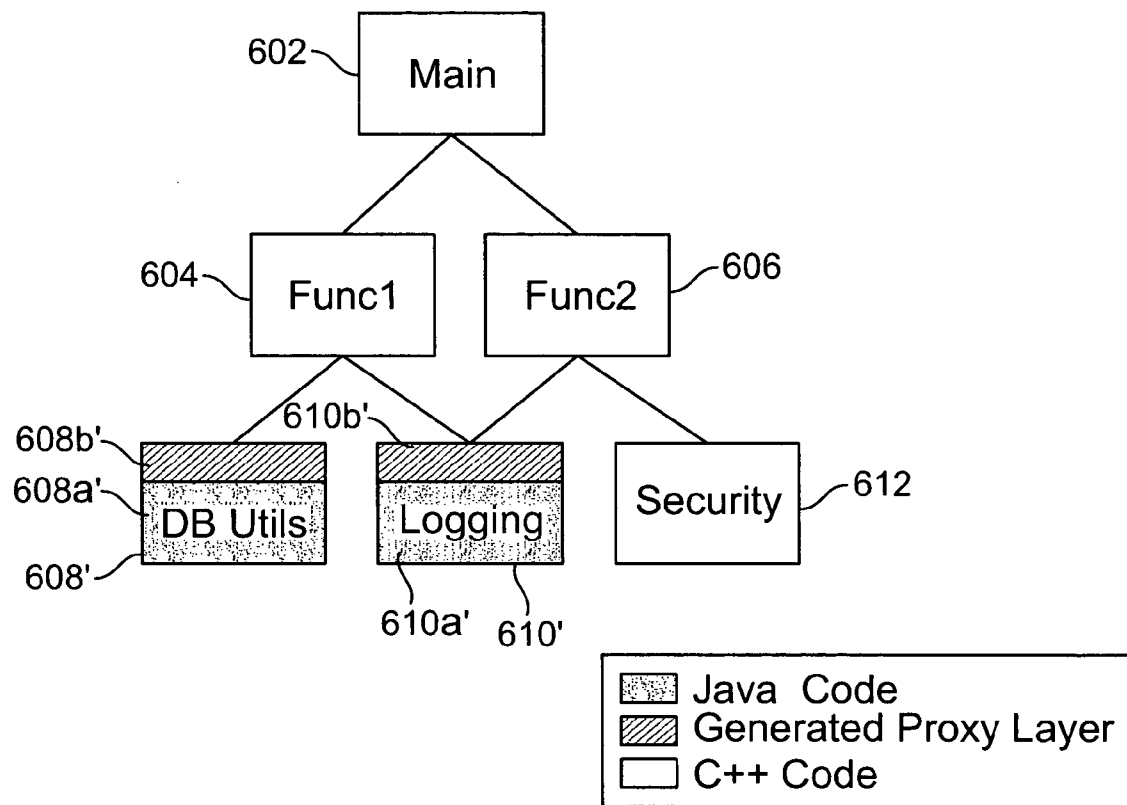 602
Main
604
Func1
Func2
606
608b'
610b'
608a'
DB Utils
Logging
Security
612
608'
610a'
610'
Java Code
Generated Proxy Layer
C++ Code